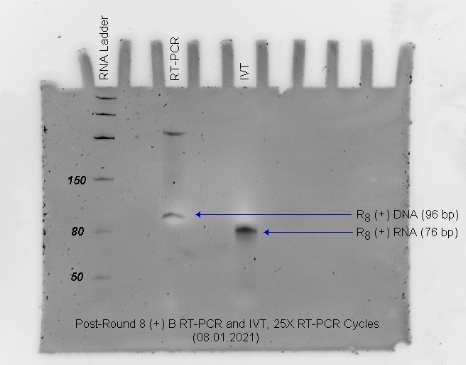 RNA Ladder
RT-PCR
IVT
150
80
50
R8 (+) DNA (96 bp)
R8 (+) RNA (76 bp)
Post-Round 8 (+) B RT-PCR and IVT, 25X RT-PCR Cycles
(08.01.2021)